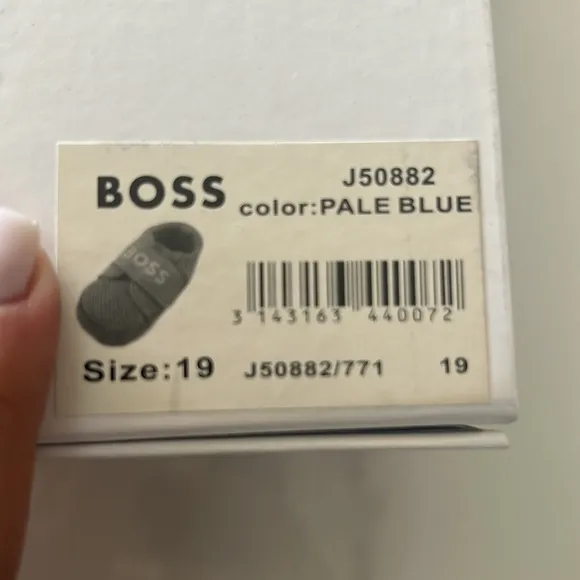 BOSS
J50882
color:PALE BLUE
BOSS
3 143163 440072
Size:19 J50882/771 19